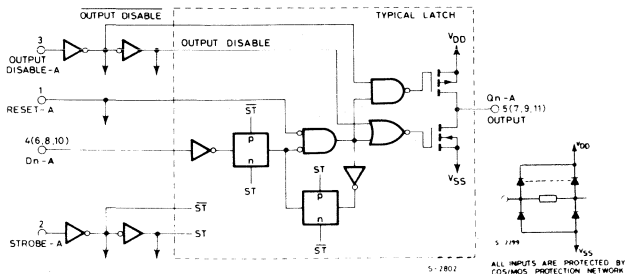 OUTPUT DISABLE
TYPICAL LATCH
3
OUTPUT
DISABLE-A
OUTPUT DISABLE
VDD
1
RESET-A
Qn-A
5(7,9,11)
OUTPUT
ST
4(6,8,10)
Dn-A
p
n
ST
ST
VSS
VDD
p
n
ST
2
STROBE-A
ST
ST
S-2802
S-2799
VSS
ALL INPUTS ARE PROTECTED BY
COS/MOS PROTECTION NETWORK